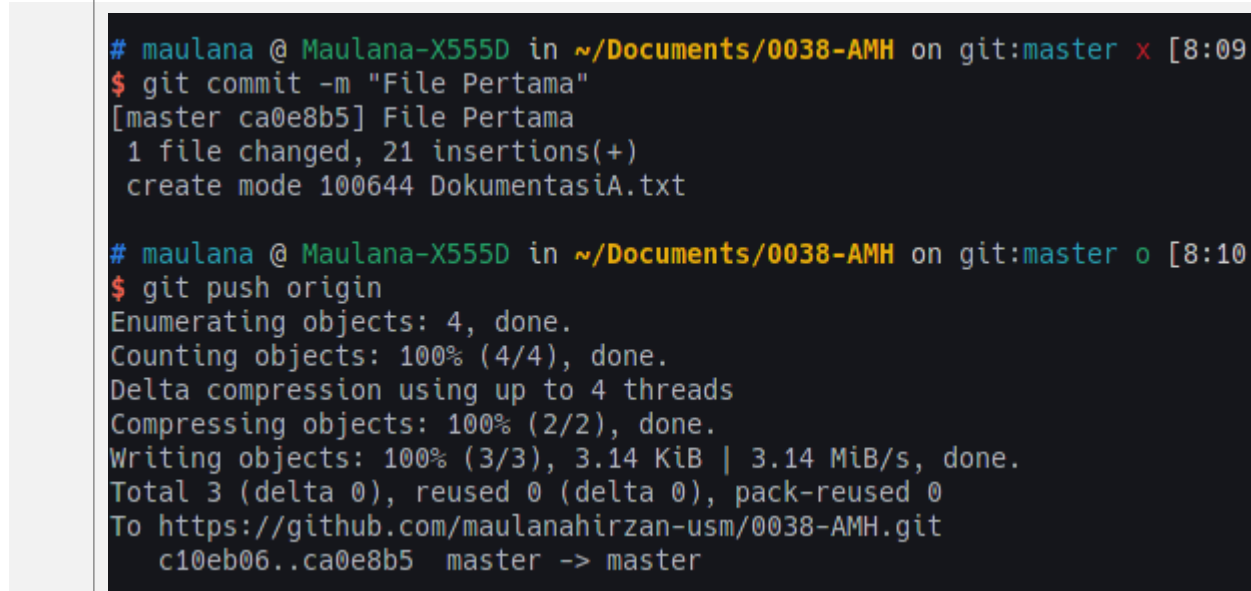 # maulana @ Maulana-X555D in ~/Documents/0038-AMH on git:master x [8:09
$ git commit -m "File Pertama"
[master ca0e8b5] File Pertama
 1 file changed, 21 insertions(+)
 create mode 100644 DokumentasiA.txt
# maulana @ Maulana-X555D in ~/Documents/0038-AMH on git:master o [8:10
$ git push origin
Enumerating objects: 4, done.
Counting objects: 100% (4/4), done.
Delta compression using up to 4 threads
Compressing objects: 100% (2/2), done.
Writing objects: 100% (3/3), 3.14 KiB | 3.14 MiB/s, done.
Total 3 (delta 0), reused 0 (delta 0), pack-reused 0
To https://github.com/maulanahirzan-usm/0038-AMH.git
   c10eb06..ca0e8b5  master -> master